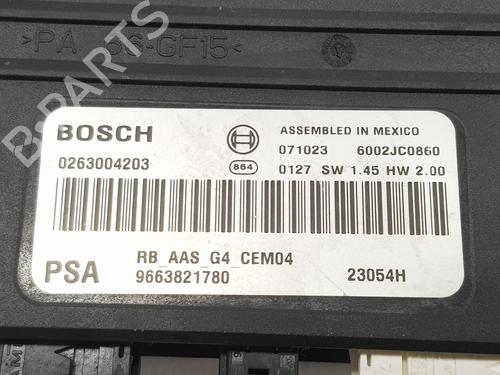 >PA 6S-GF15<
B-PARTS
BOSCH
ASSEMBLED IN MEXICO
071023 6002JC0860
0263004203
864
0127 SW 1.45 HW 2.00
RB_AAS_G4_CEM04
PSA
9663821780
23054H